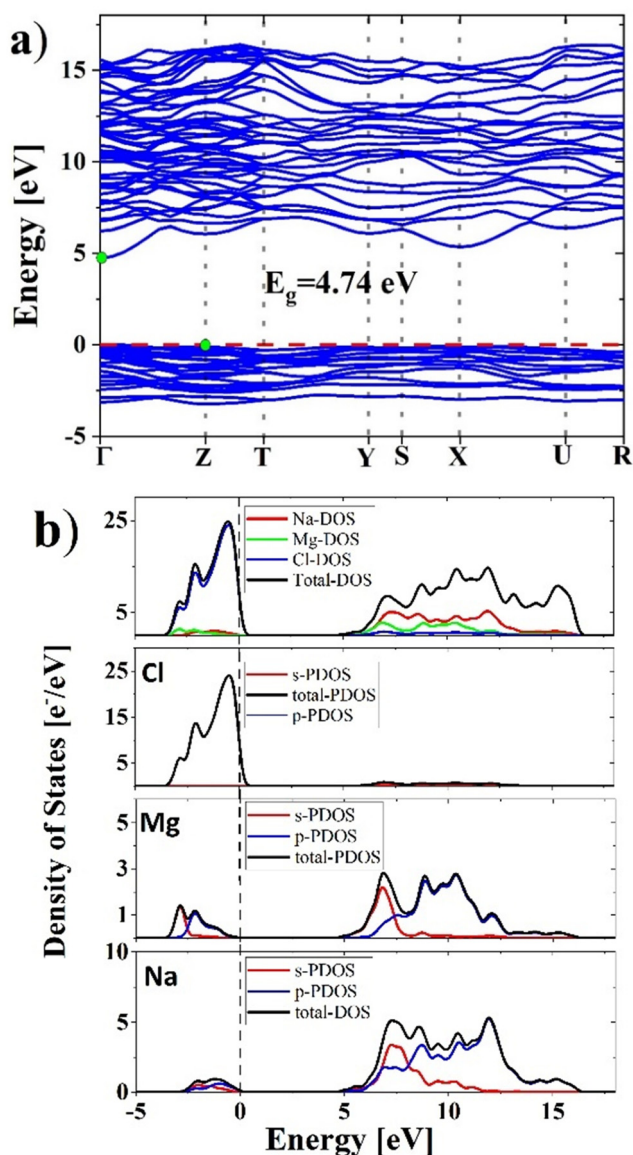 a)
15
10
5
0
-5
Energy [eV]
E_g=4.74 eV
Γ Z T Y S X U R
b)
25
5
Na-DOS
Mg-DOS
Cl-DOS
Total-DOS
Cl
25
15
5
s-PDOS
total-PDOS
p-PDOS
Mg
5
3
1
s-PDOS
p-PDOS
total-PDOS
Na
10
5
0
s-PDOS
p-PDOS
total-DOS
Density of States [e⁻/eV]
-5 0 5 10 15
Energy [eV]